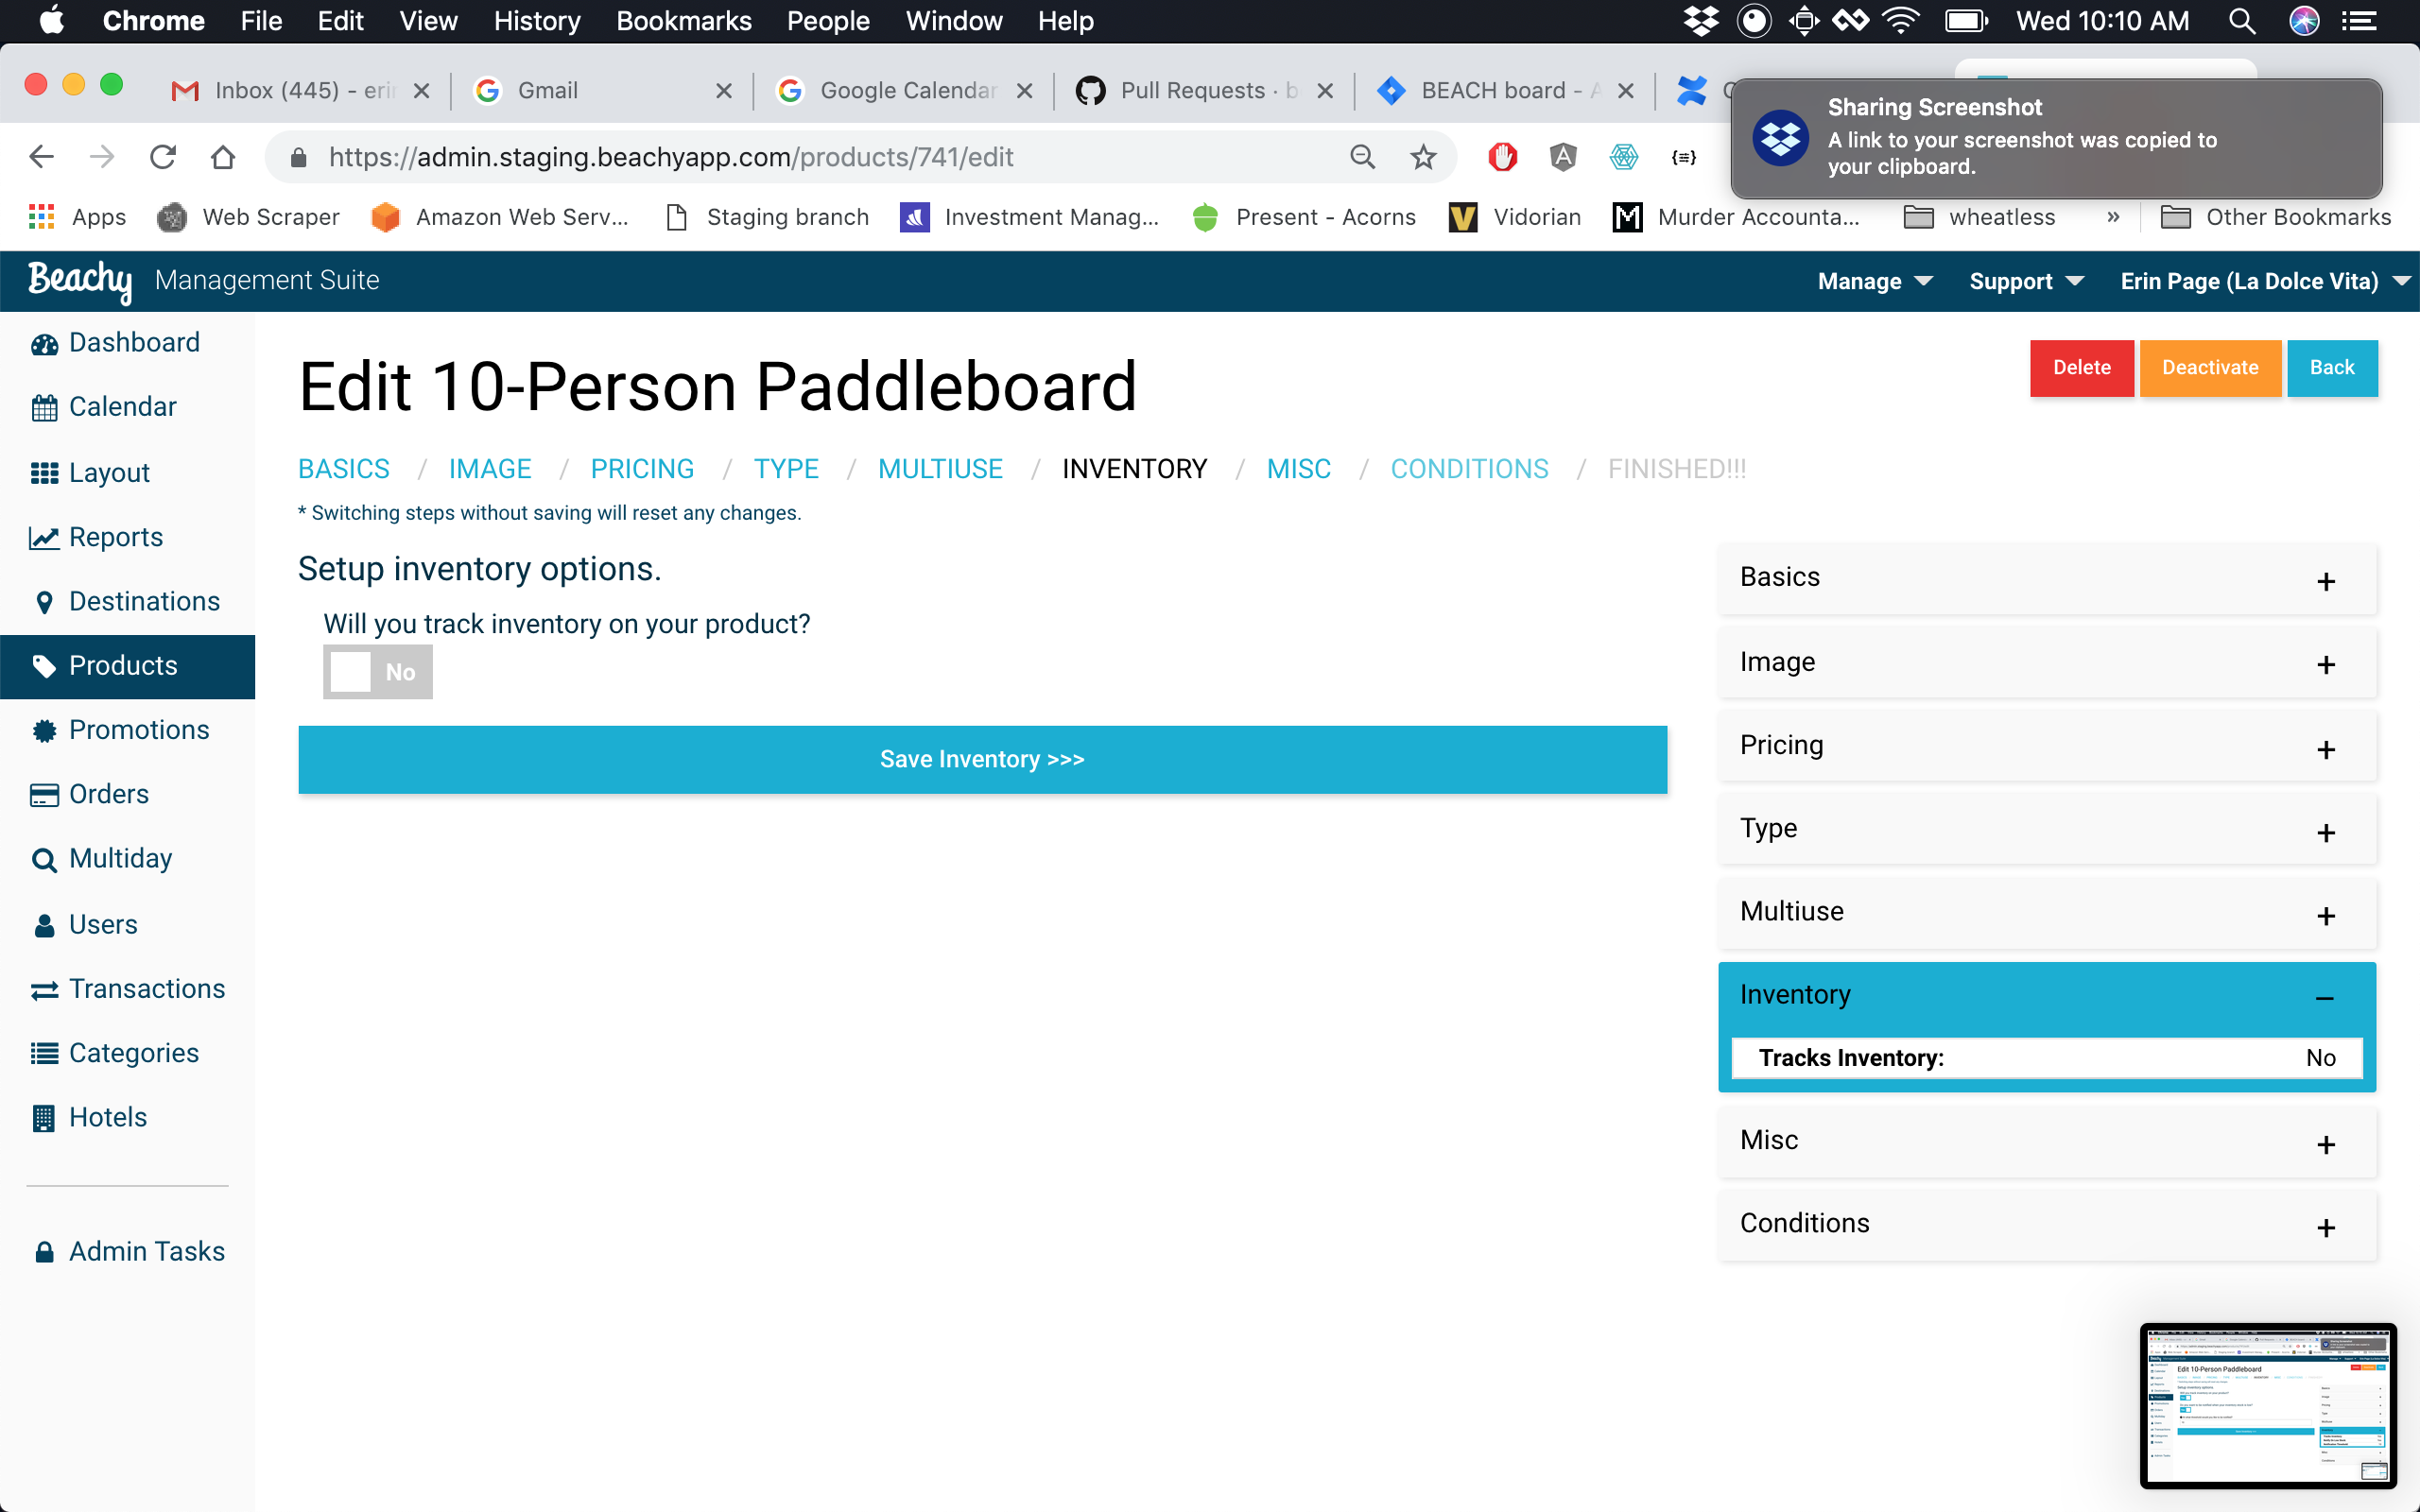 Chrome File Edit View History Bookmarks People Window Help Wed 10:10 AM
Inbox (445) - erin Gmail Google Calendar Pull Requests · b BEACH board - A
Sharing Screenshot
A link to your screenshot was copied to
your clipboard.
https://admin.staging.beachyapp.com/products/741/edit
Apps Web Scraper Amazon Web Serv... Staging branch Investment Manag... Present - Acorns Vidorian Murder Accounta... wheatless » Other Bookmarks
Beachy Management Suite Manage Support Erin Page (La Dolce Vita)
Dashboard
Calendar
Layout
Reports
Destinations
Products
Promotions
Orders
Multiday
Users
Transactions
Categories
Hotels
Admin Tasks
Edit 10-Person Paddleboard
Delete Deactivate Back
BASICS / IMAGE / PRICING / TYPE / MULTIUSE / INVENTORY / MISC / CONDITIONS / FINISHED!!!
* Switching steps without saving will reset any changes.
Setup inventory options.
Will you track inventory on your product?
No
Save Inventory >>>
Basics +
Image +
Pricing +
Type +
Multiuse +
Inventory –
Tracks Inventory: No
Misc +
Conditions +
Edit 10-Person Paddleboard